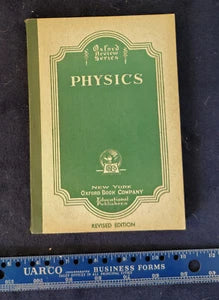 Oxford
Review
Series
PHYSICS
NEW YORK
OXFORD BOOK COMPANY
Educational
Publishers
REVISED EDITION
UARCO BUSINESS FORMS